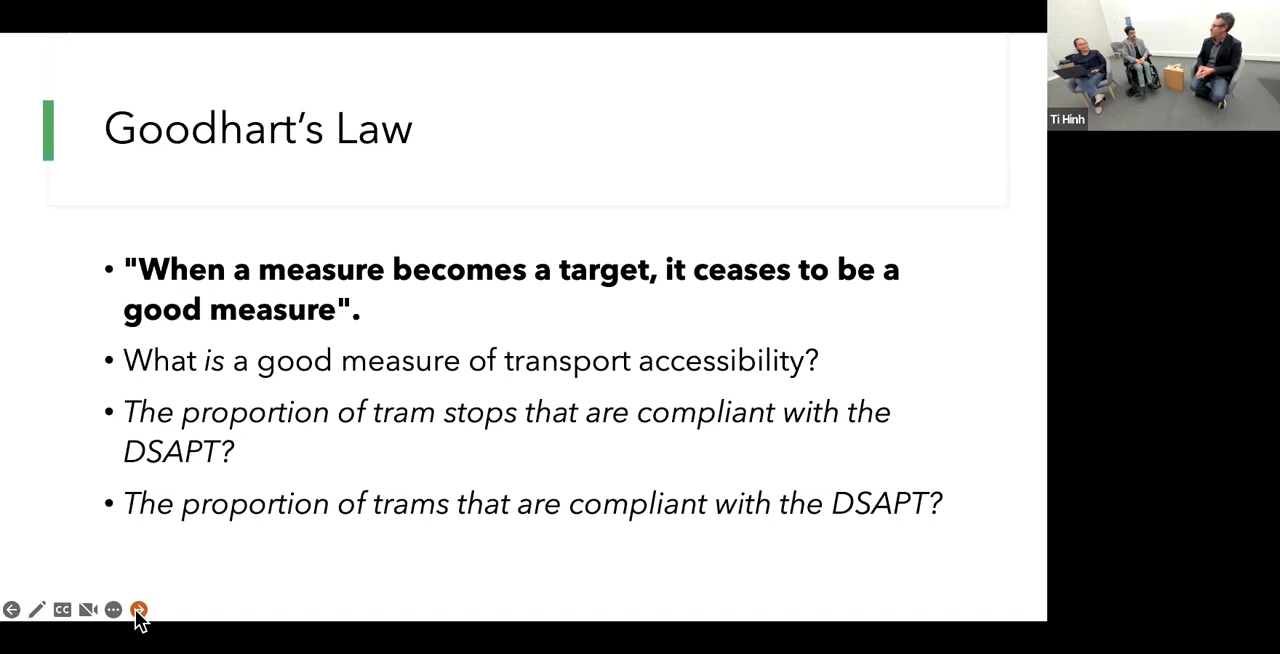 Goodhart’s Law
• "When a measure becomes a target, it ceases to be a
good measure".
• What is a good measure of transport accessibility?
• The proportion of tram stops that are compliant with the
DSAPT?
• The proportion of trams that are compliant with the DSAPT?
CC
Ti Hinh